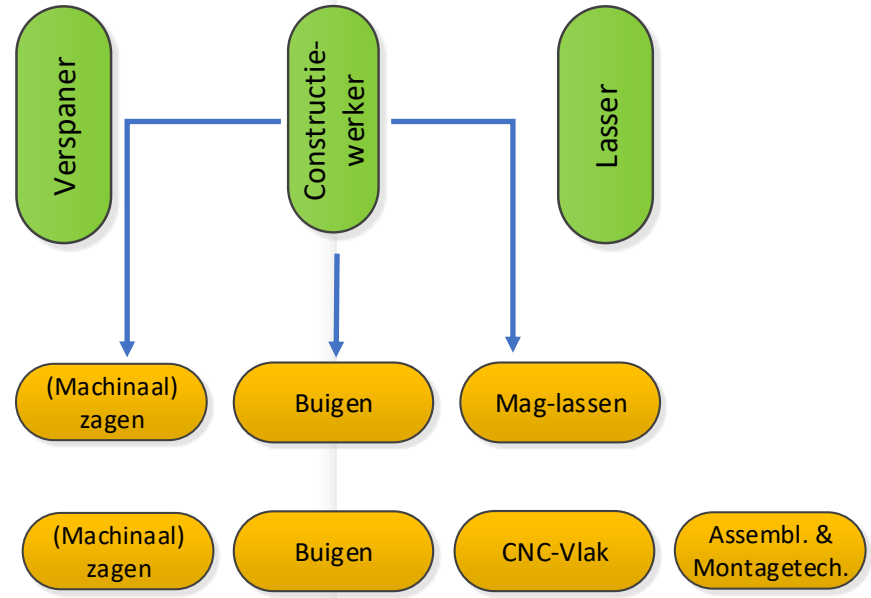 Verspaner
Constructie-
werker
Lasser
(Machinaal)
zagen
Buigen
Mag-lassen
(Machinaal)
zagen
Buigen
CNC-Vlak
Assembl. &
Montagetech.